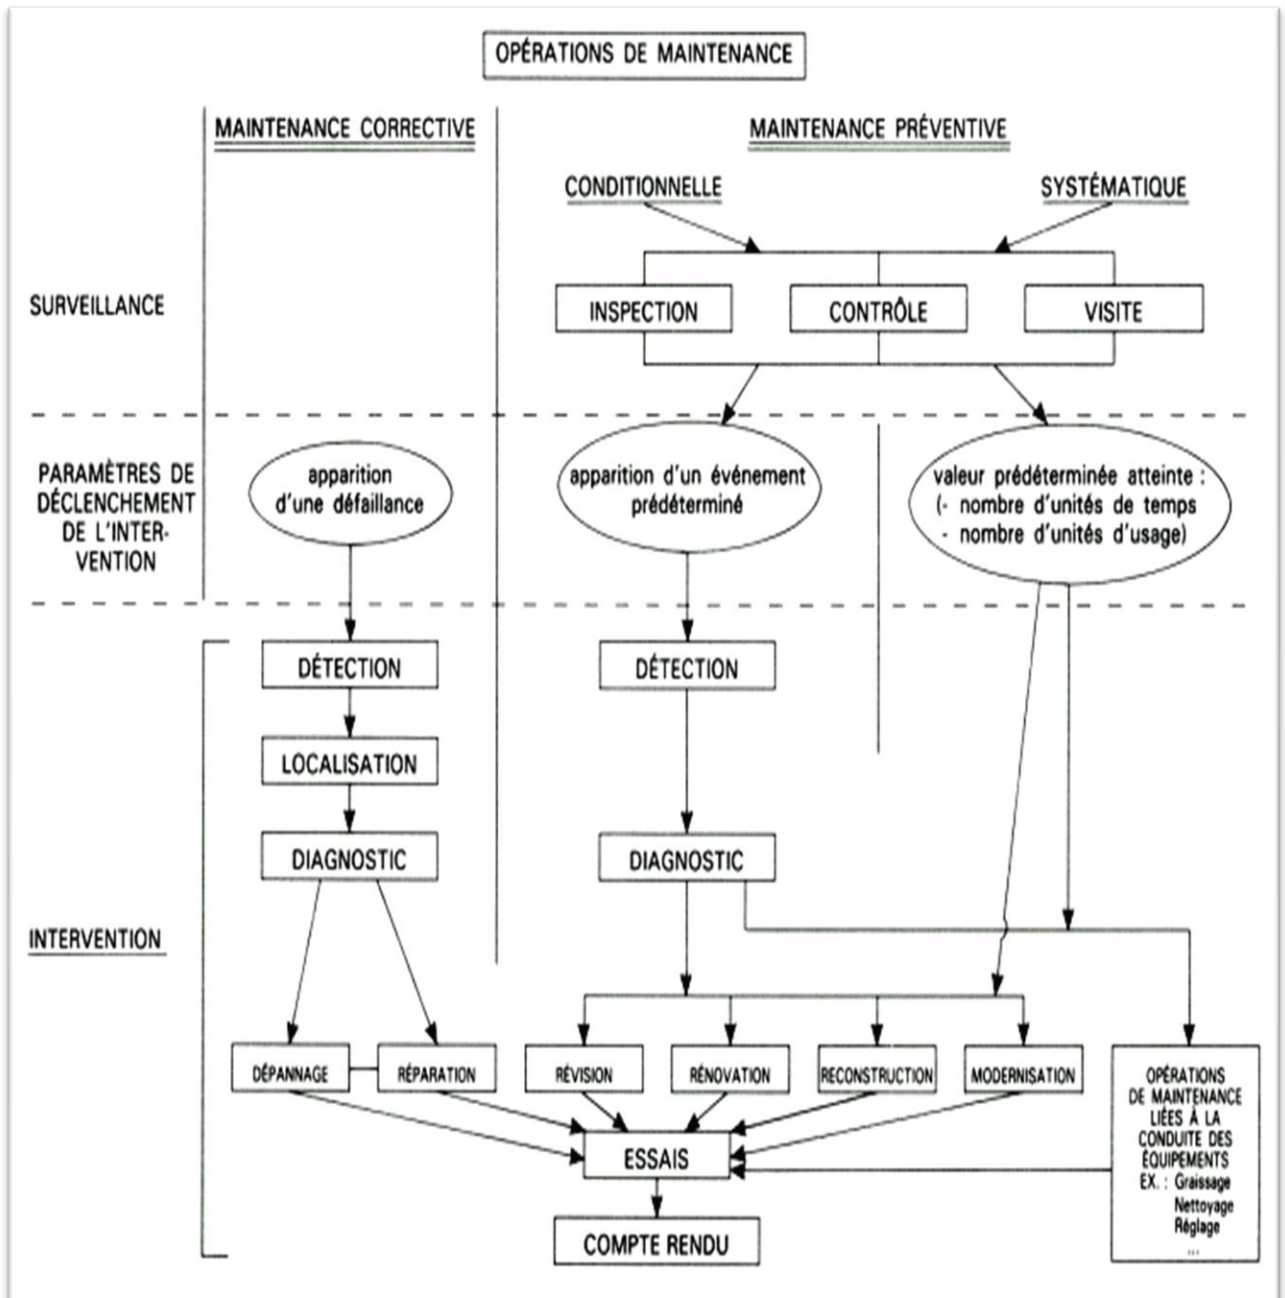 OPÉRATIONS DE MAINTENANCE
MAINTENANCE CORRECTIVE
MAINTENANCE PRÉVENTIVE
CONDITIONNELLE
SYSTÉMATIQUE
SURVEILLANCE
INSPECTION
CONTRÔLE
VISITE
PARAMÈTRES DE
DÉCLENCHEMENT
DE L'INTER-
VENTION
apparition
d'une défaillance
apparition d'un événement
prédéterminé
valeur prédéterminée atteinte :
(- nombre d'unités de temps
- nombre d'unités d'usage)
DÉTECTION
DÉTECTION
LOCALISATION
DIAGNOSTIC
DIAGNOSTIC
INTERVENTION
DÉPANNAGE
RÉPARATION
RÉVISION
RÉNOVATION
RECONSTRUCTION
MODERNISATION
OPÉRATIONS
DE MAINTENANCE
LIÉES À LA
CONDUITE DES
ÉQUIPEMENTS
EX. : Graissage
Nettoyage
Réglage
...
ESSAIS
COMPTE RENDU